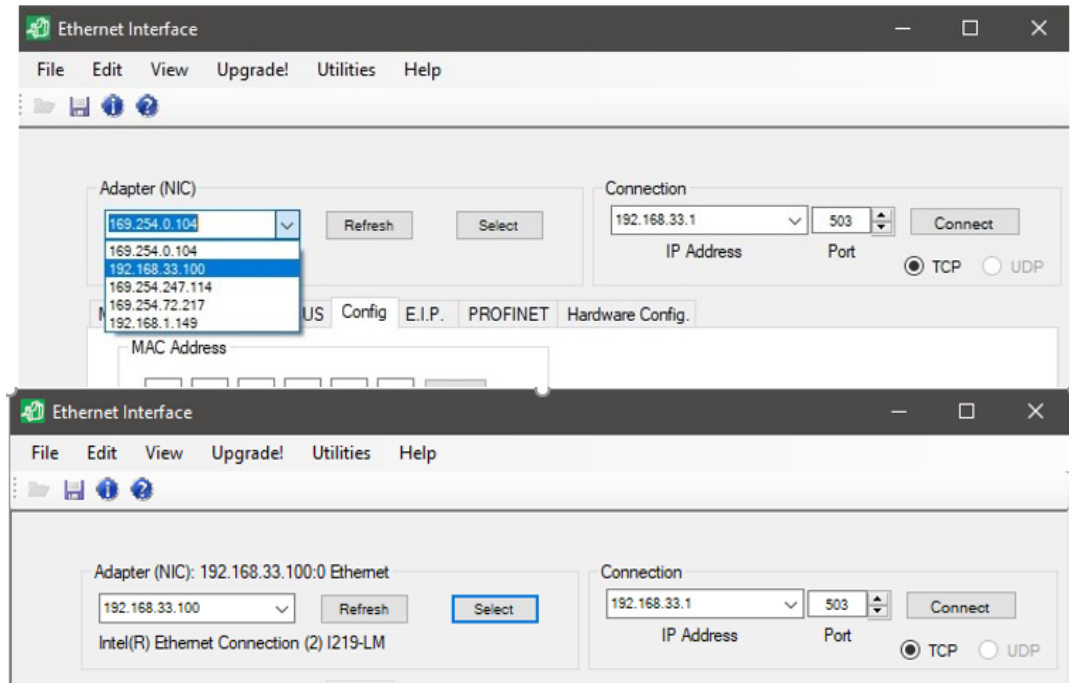 Ethernet Interface
File Edit View Upgrade! Utilities Help
Adapter (NIC)
169.254.0.104 Refresh Select
169.254.0.104
192.168.33.100
169.254.247.114
169.254.72.217
192.168.1.149
Connection
192.168.33.1 503 Connect
IP Address Port
TCP UDP
M US Config E.I.P. PROFINET Hardware Config.
MAC Address
Ethernet Interface
File Edit View Upgrade! Utilities Help
Adapter (NIC): 192.168.33.100:0 Ethernet
192.168.33.100 Refresh Select
Intel(R) Ethernet Connection (2) I219-LM
Connection
192.168.33.1 503 Connect
IP Address Port
TCP UDP